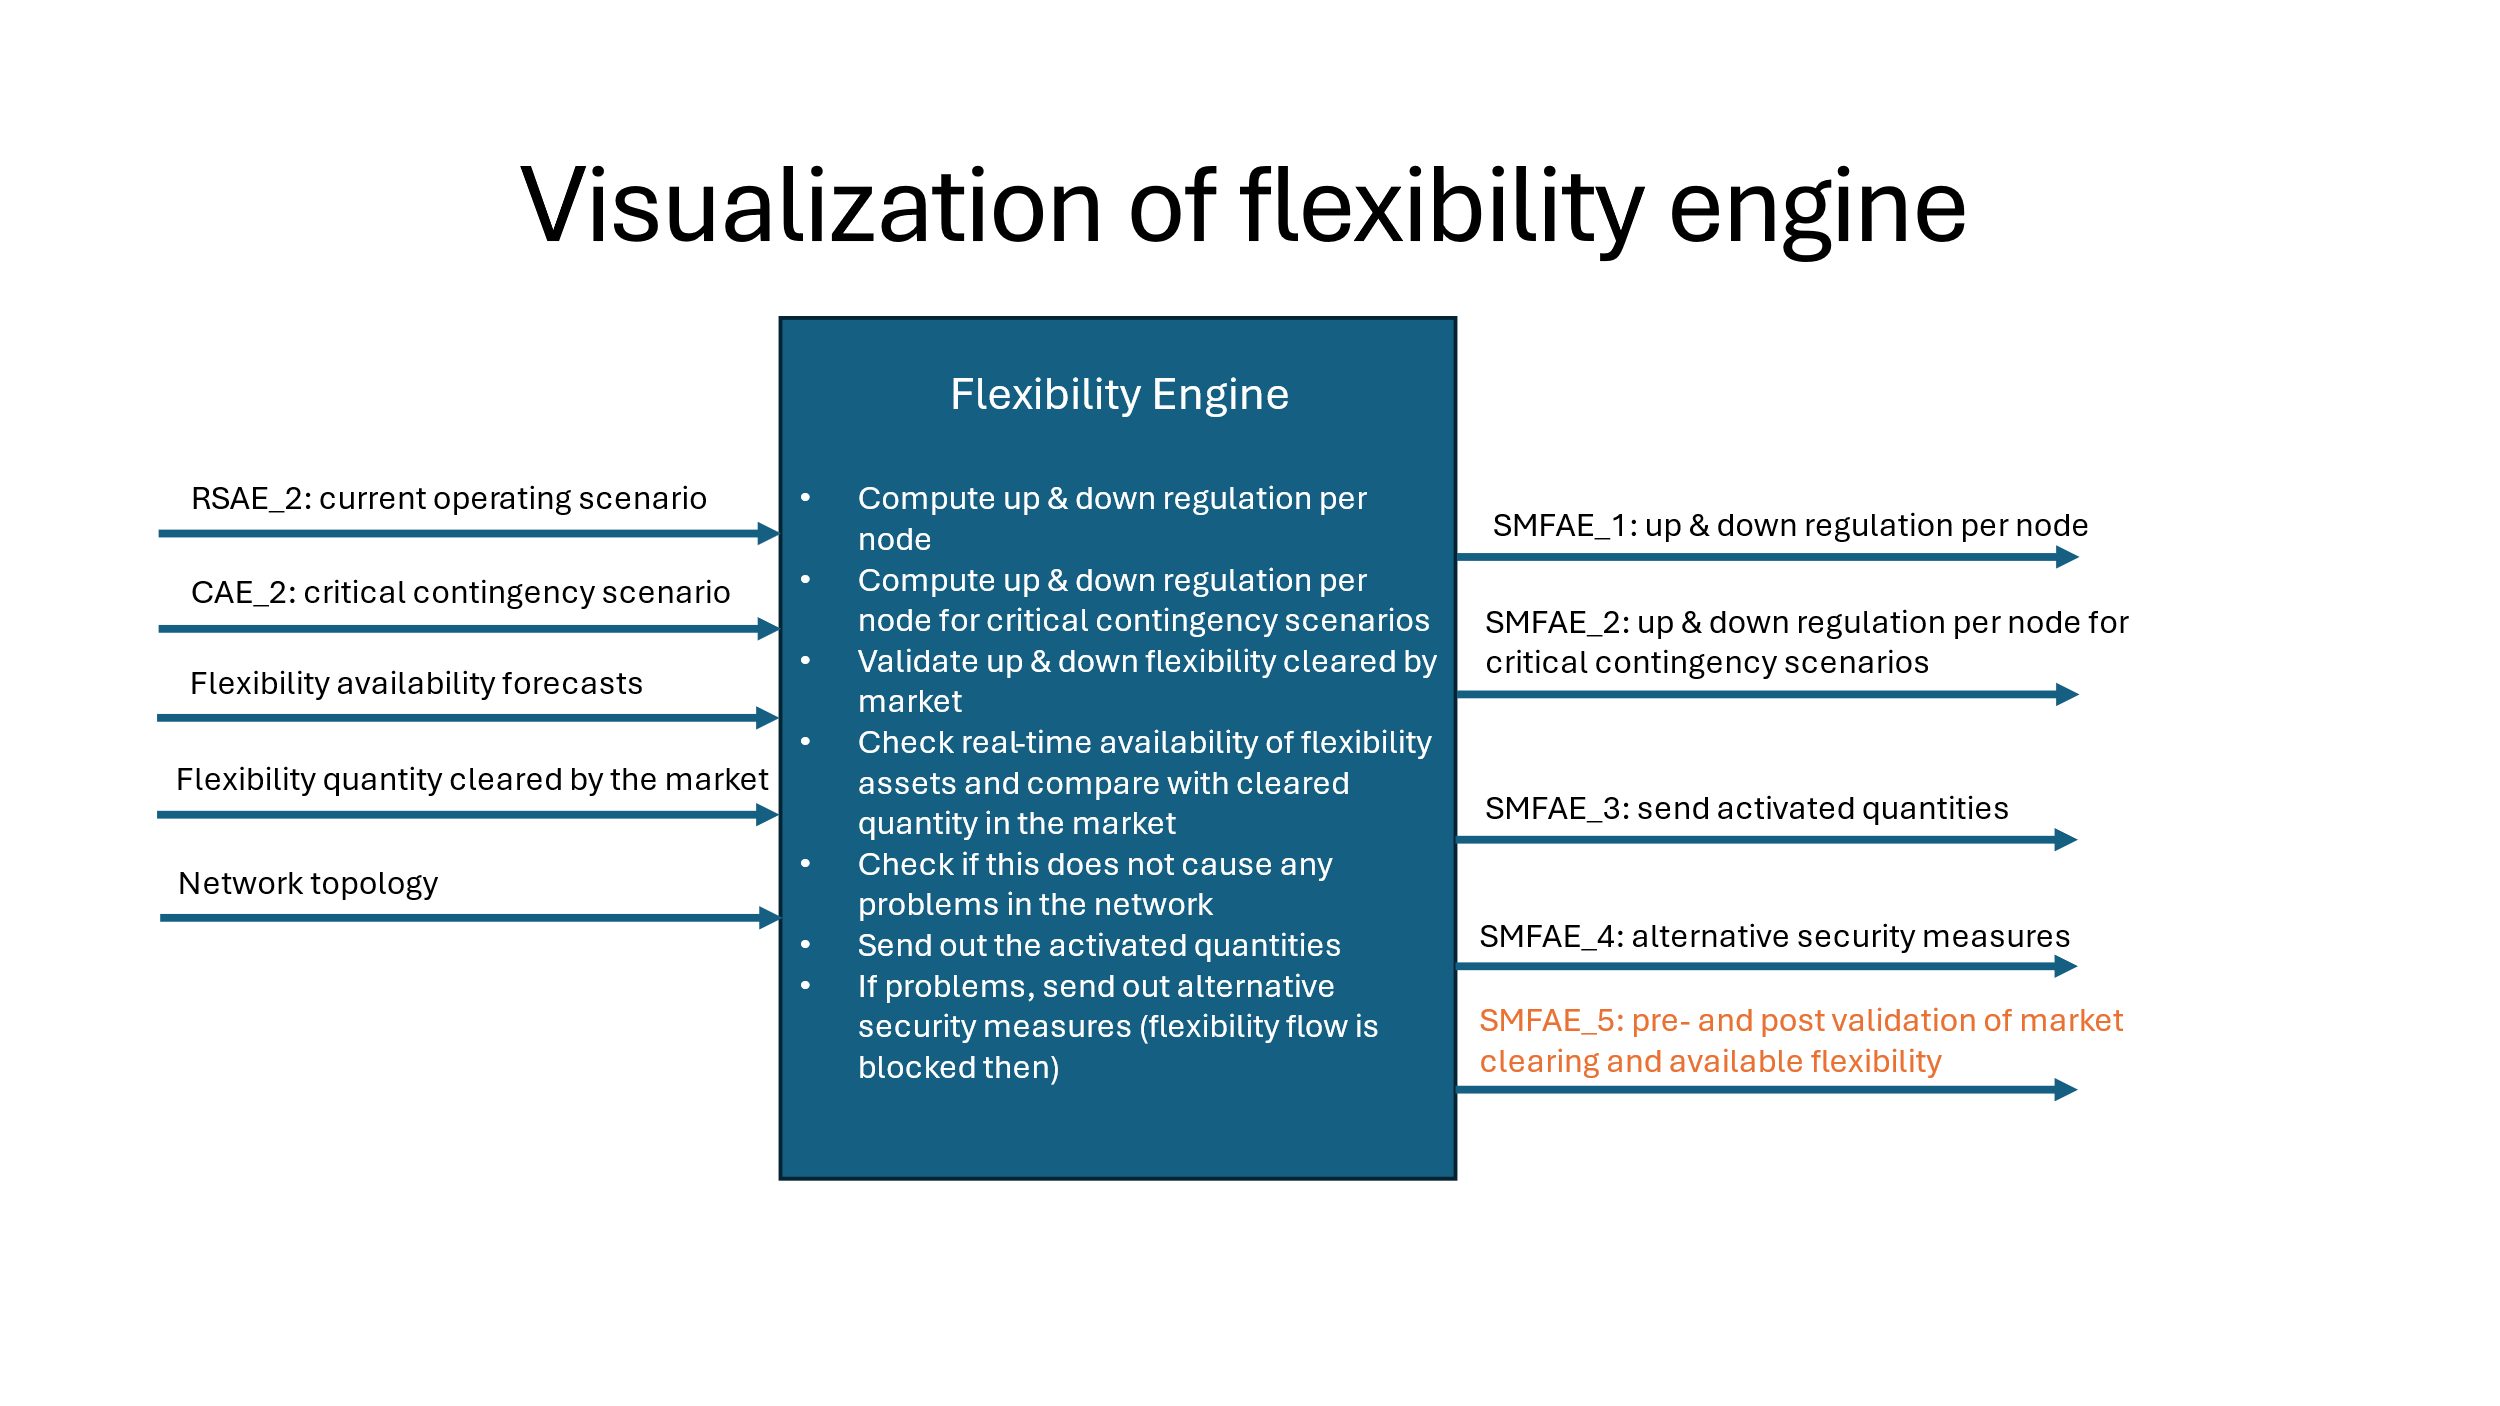 Visualization of flexibility engine
RSAE_2: current operating scenario
CAE_2: critical contingency scenario
Flexibility availability forecasts
Flexibility quantity cleared by the market
Network topology
Flexibility Engine
• Compute up & down regulation per
node
• Compute up & down regulation per
node for critical contingency scenarios
• Validate up & down flexibility cleared by
market
• Check real-time availability of flexibility
assets and compare with cleared
quantity in the market
• Check if this does not cause any
problems in the network
• Send out the activated quantities
• If problems, send out alternative
security measures (flexibility flow is
blocked then)
SMFAE_1: up & down regulation per node
SMFAE_2: up & down regulation per node for
critical contingency scenarios
SMFAE_3: send activated quantities
SMFAE_4: alternative security measures
SMFAE_5: pre- and post validation of market
clearing and available flexibility